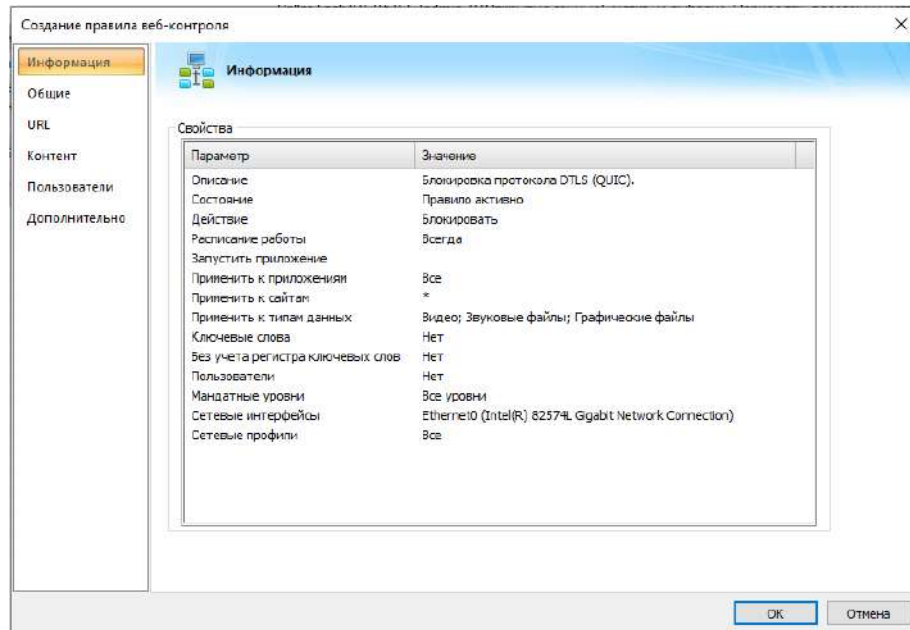 Создание правила веб-контроля
Информация
Общие
URL
Контент
Пользователи
Дополнительно
Информация
Свойства
Параметр Значение
Описание Блокировка протокола DTLS (QUIC).
Состояние Правило активно
Действие Блокировать
Расписание работы Всегда
Запустить приложение
Применить к приложениям Все
Применить к сайтам *
Применить к типам данных Видео; Звуковые файлы; Графические файлы
Ключевые слова Нет
Без учета регистра ключевых слов Нет
Пользователи Нет
Мандатные уровни Все уровни
Сетевые интерфейсы Ethernet0 (Intel(R) 82574L Gigabit Network Connection)
Сетевые профили Все
ОК Отмена